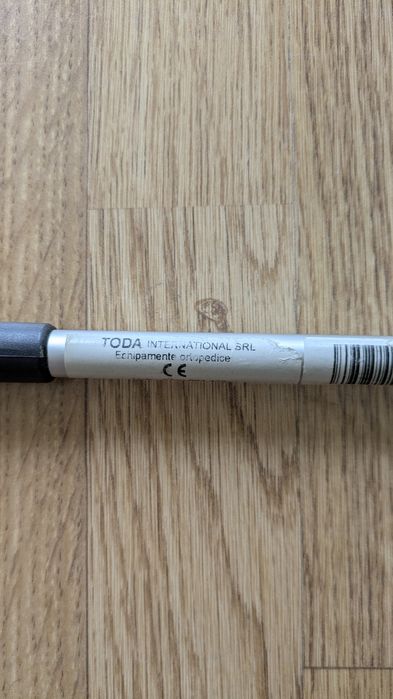 TODA INTERNATIONAL SRL
Echipamente ortopedice
CE